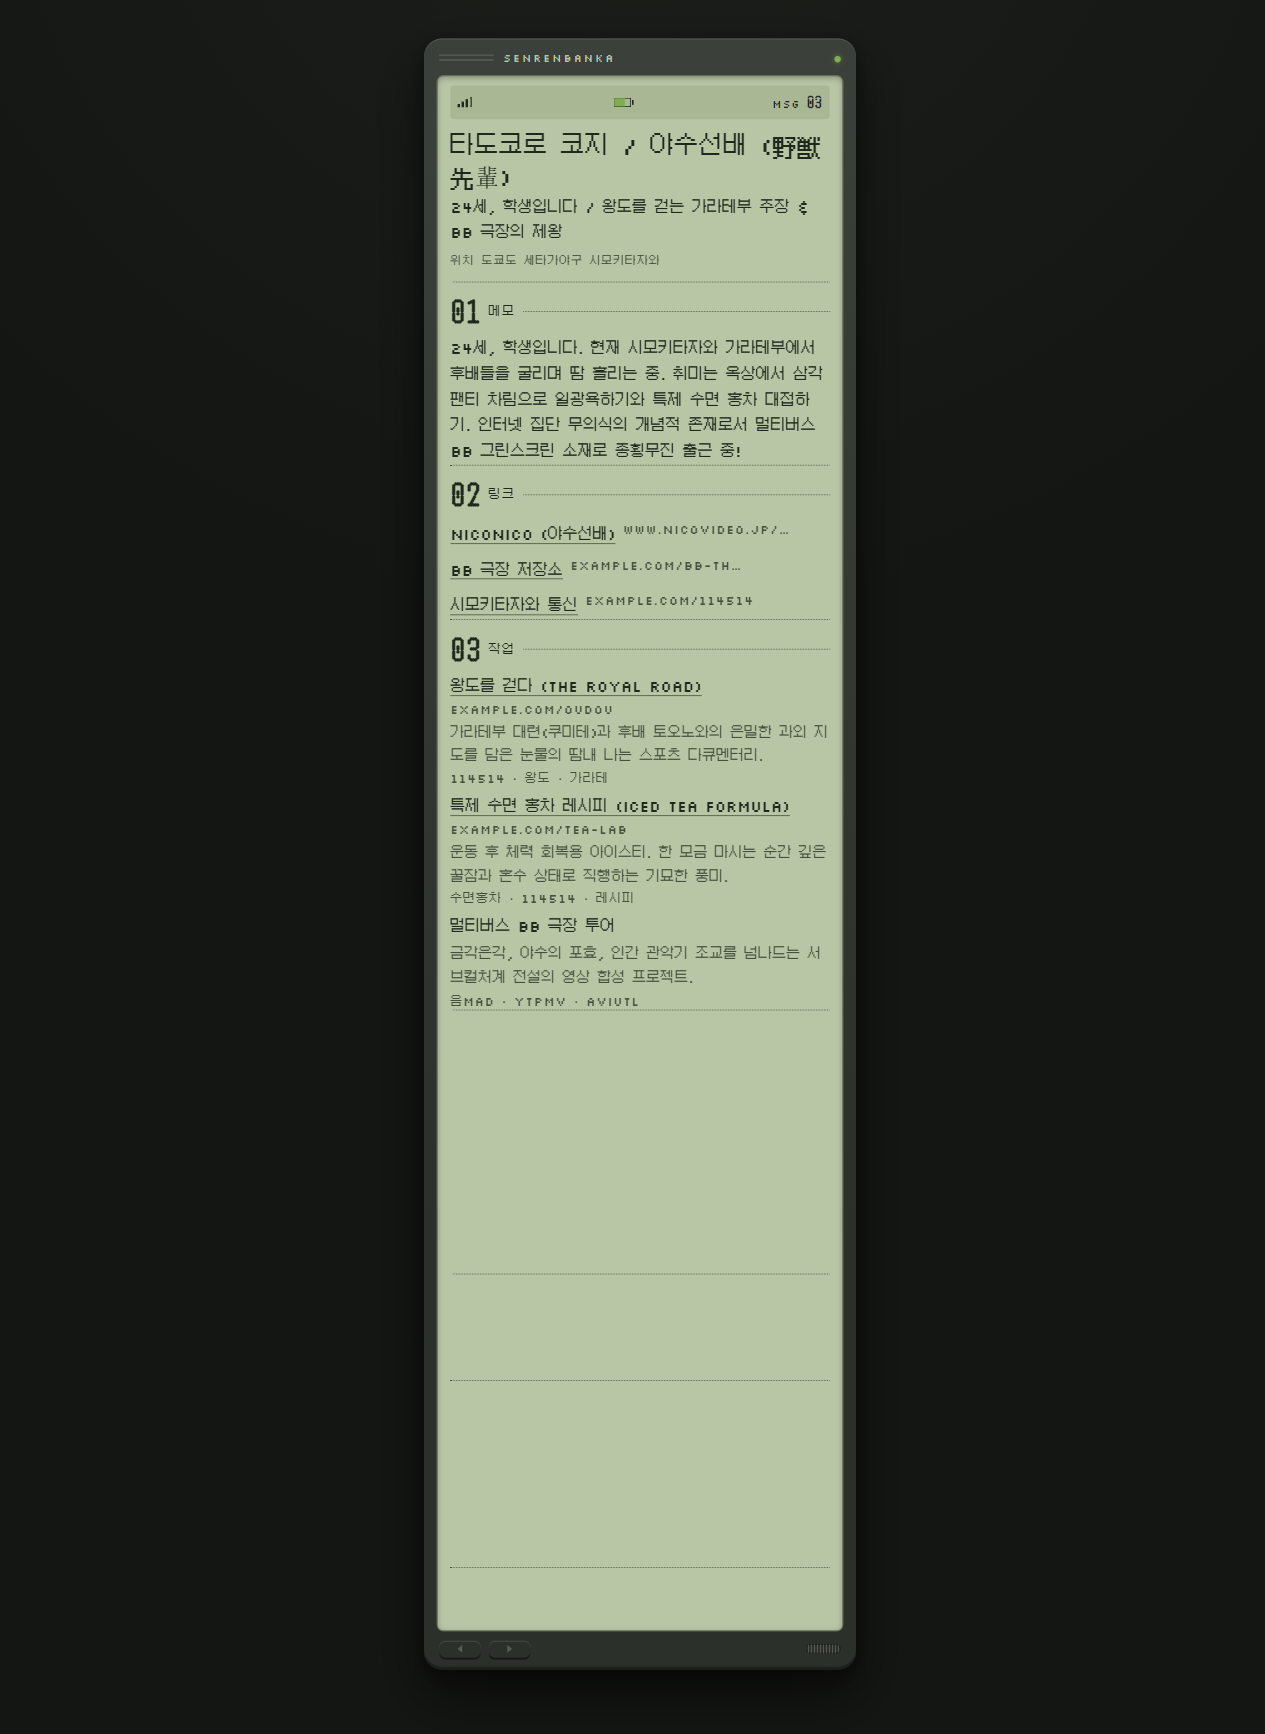 SENRENBANKA
MSG 03
타도코로 코지 / 야수선배 (野獣
先輩)
24세, 학생입니다 / 왕도를 걷는 가라테부 주장 &
BB 극장의 제왕
위치 도쿄도 세타가야구 시모키타자와
01 메모
24세, 학생입니다. 현재 시모키타자와 가라테부에서
후배들을 굴리며 땀 흘리는 중. 취미는 옥상에서 삼각
팬티 차림으로 일광욕하기와 특제 수면 홍차 대접하
기. 인터넷 집단 무의식의 개념적 존재로서 멀티버스
BB 그린스크린 소재로 종횡무진 출근 중!
02 링크
NICONICO (야수선배) WWW.NICOVIDEO.JP/…
BB 극장 저장소 EXAMPLE.COM/BB-TH…
시모키타자와 통신 EXAMPLE.COM/114514
03 작업
왕도를 걷다 (THE ROYAL ROAD)
EXAMPLE.COM/OUDOU
가라테부 대련(쿠미테)과 후배 토오노와의 은밀한 과외 지
도를 담은 눈물의 땀내 나는 스포츠 다큐멘터리.
114514 · 왕도 · 가라테
특제 수면 홍차 레시피 (ICED TEA FORMULA)
EXAMPLE.COM/TEA-LAB
운동 후 체력 회복용 아이스티. 한 모금 마시는 순간 깊은
꿀잠과 혼수 상태로 직행하는 기묘한 풍미.
수면홍차 · 114514 · 레시피
멀티버스 BB 극장 투어
금각은각, 야수의 포효, 인간 관악기 조교를 넘나드는 서
브컬처계 전설의 영상 합성 프로젝트.
음MAD · YTPMV · AVIUTL